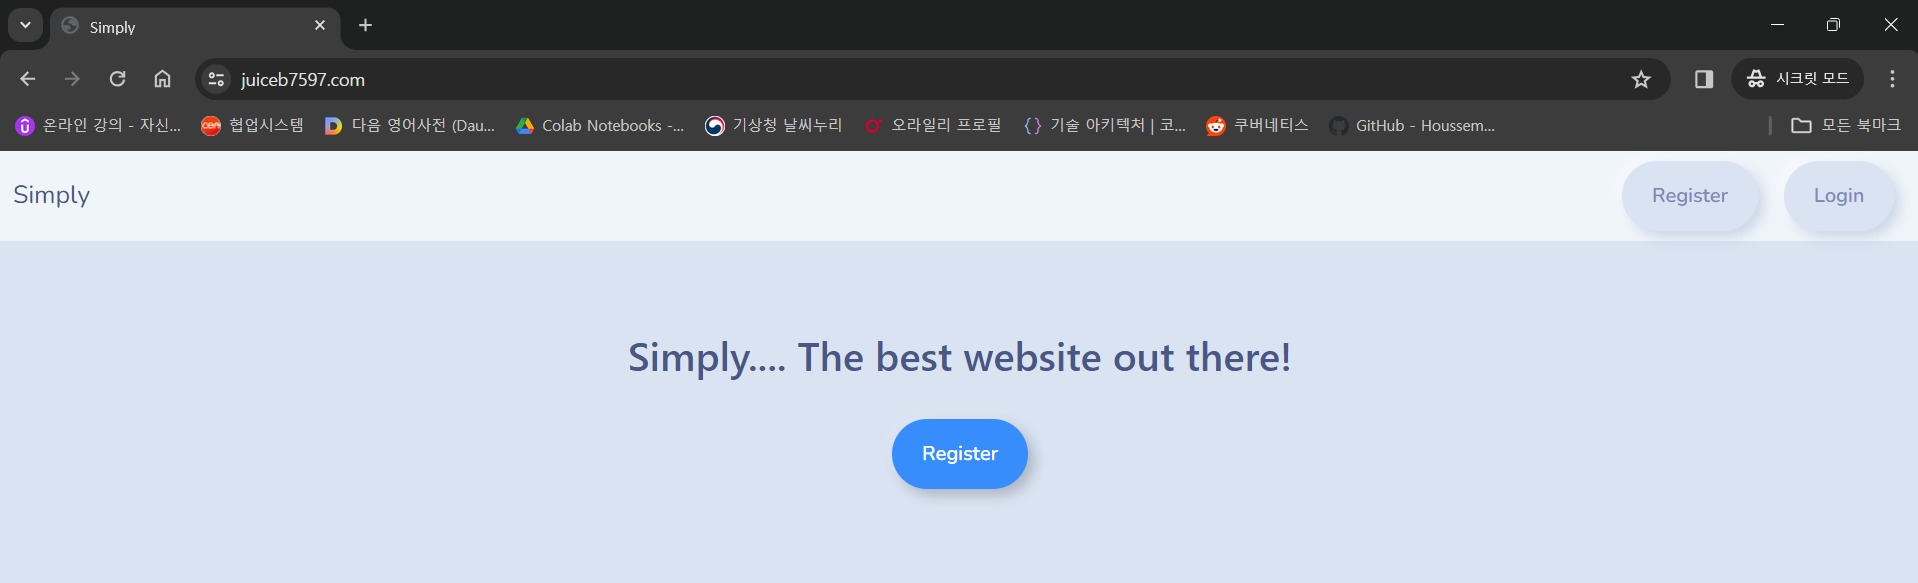 Simply
juiceb7597.com
시크릿 모드
온라인 강의 - 자신...
협업시스템
다음 영어사전 (Dau...
Colab Notebooks -...
기상청 날씨누리
오라일리 프로필
기술 아키텍처 | 코...
쿠버네티스
GitHub - Houssem...
모든 북마크
Simply
Register
Login
Simply.... The best website out there!
Register